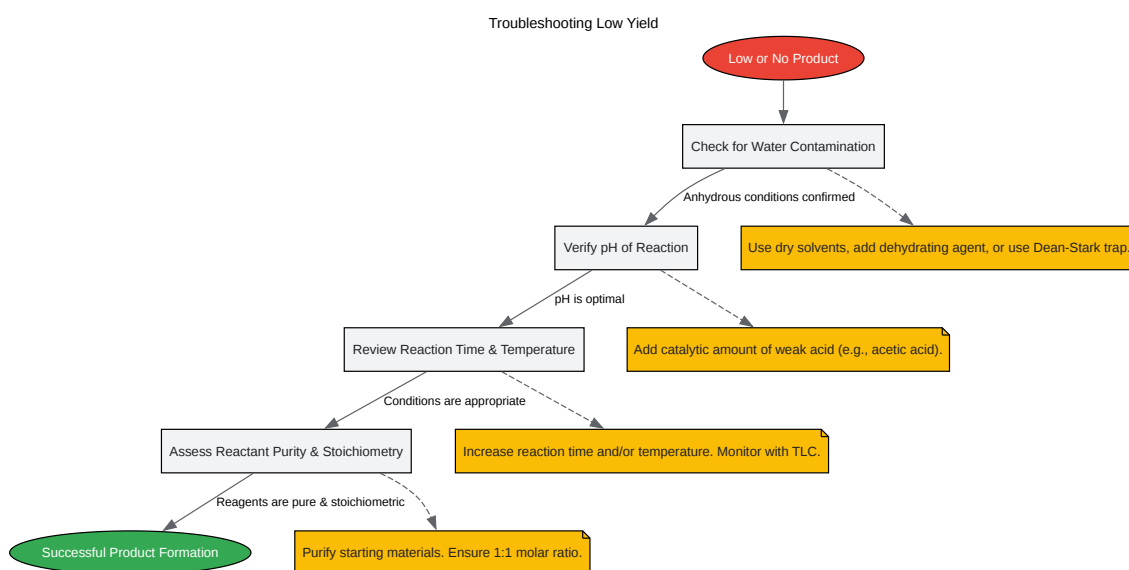 Troubleshooting Low Yield
Low or No Product
Check for Water Contamination
Anhydrous conditions confirmed
Verify pH of Reaction
Use dry solvents, add dehydrating agent, or use Dean-Stark trap.
pH is optimal
Review Reaction Time & Temperature
Add catalytic amount of weak acid (e.g., acetic acid).
Conditions are appropriate
Assess Reactant Purity & Stoichiometry
Increase reaction time and/or temperature. Monitor with TLC.
Reagents are pure & stoichiometric
Successful Product Formation
Purify starting materials. Ensure 1:1 molar ratio.